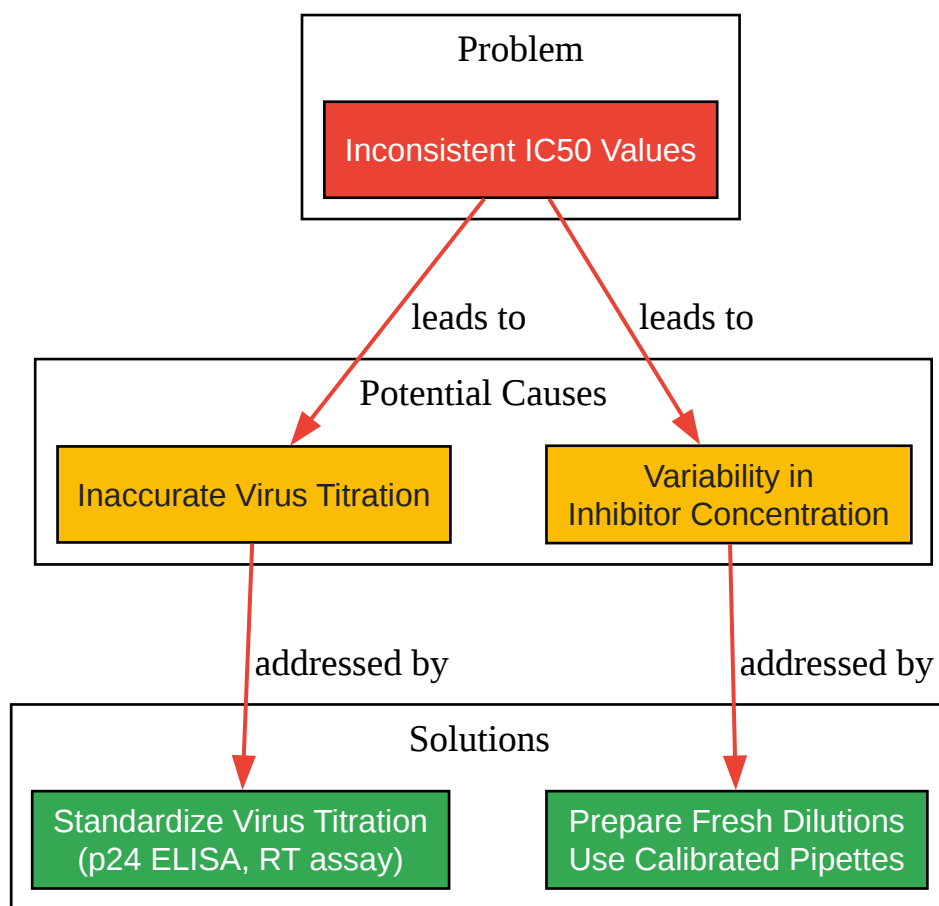 Problem
Inconsistent IC50 Values
leads to
leads to
Potential Causes
Inaccurate Virus Titration
Variability in
Inhibitor Concentration
addressed by
addressed by
Solutions
Standardize Virus Titration
(p24 ELISA, RT assay)
Prepare Fresh Dilutions
Use Calibrated Pipettes